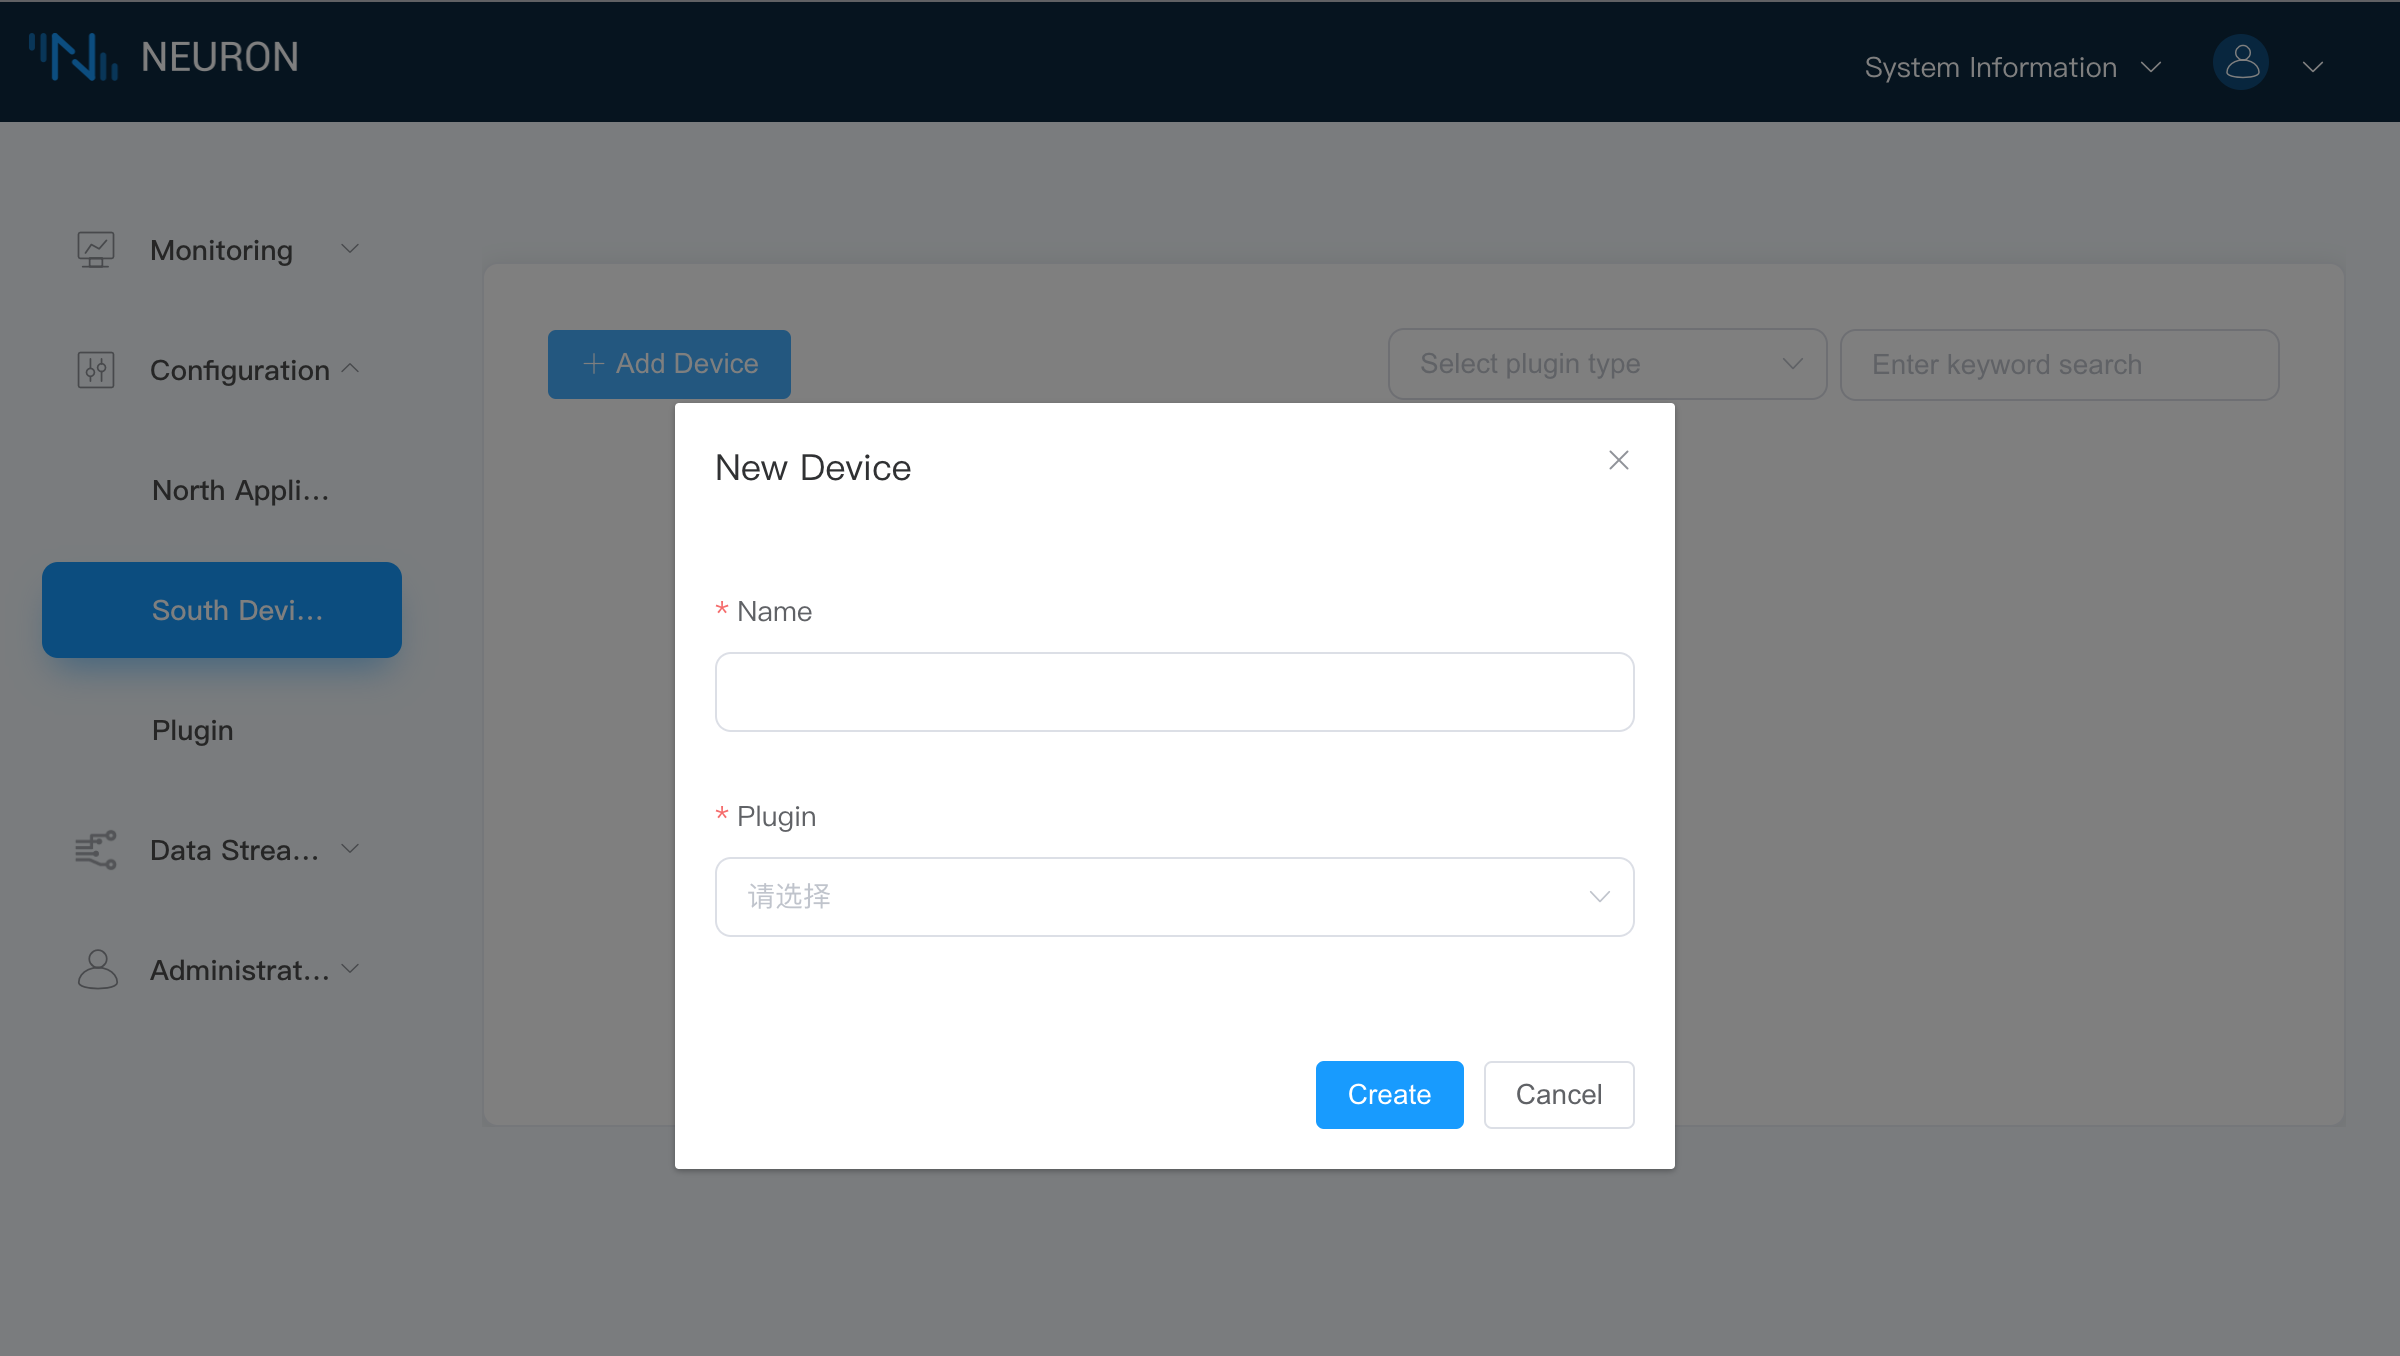 NEURON
System Information
Monitoring
Configuration
North Appli...
South Devi...
Plugin
Data Strea...
Administrat...
+ Add Device
Select plugin type
Enter keyword search
New Device
* Name
* Plugin
请选择
Create
Cancel